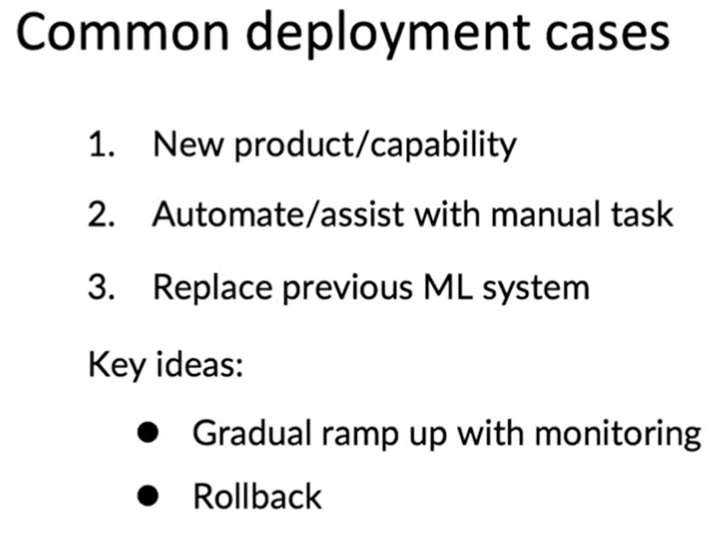 Common deployment cases
1. New product/capability
2. Automate/assist with manual task
3. Replace previous ML system
Key ideas:
● Gradual ramp up with monitoring
● Rollback